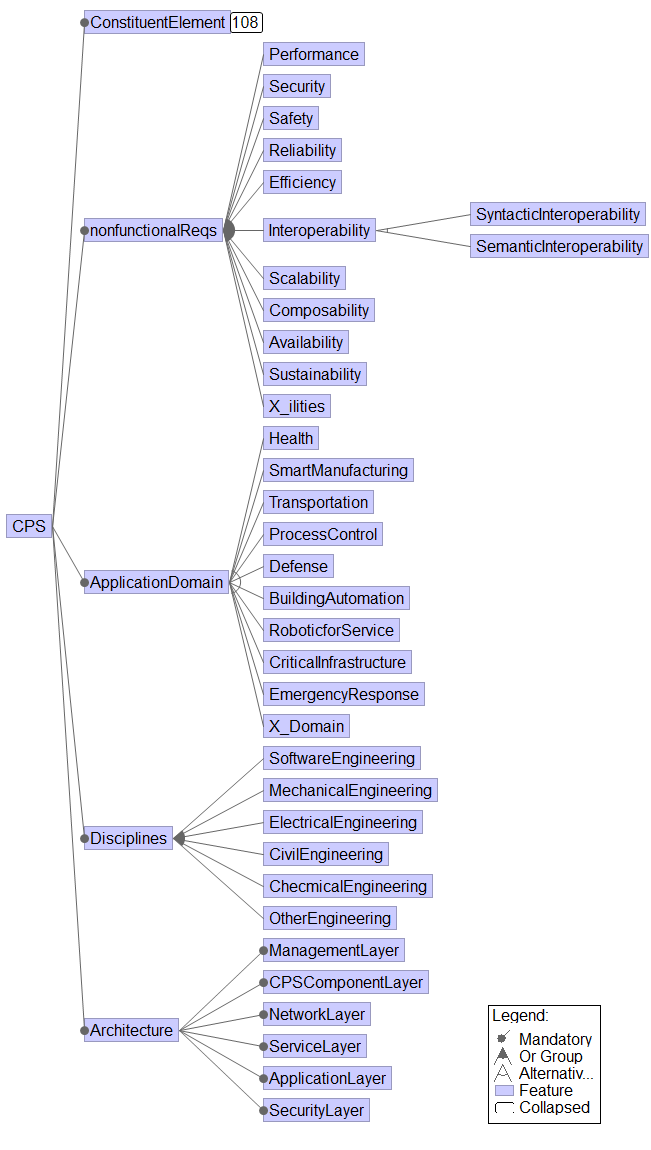 ConstituentElement 108
Performance
Security
Safety
Reliability
Efficiency
nonfunctionalReqs
Interoperability
SyntacticInteroperability
SemanticInteroperability
Scalability
Composability
Availability
Sustainability
X_ilities
Health
SmartManufacturing
Transportation
CPS
ProcessControl
Defense
ApplicationDomain
BuildingAutomation
RoboticforService
CriticalInfrastructure
EmergencyResponse
X_Domain
SoftwareEngineering
MechanicalEngineering
ElectricalEngineering
Disciplines
CivilEngineering
ChecmicalEngineering
OtherEngineering
ManagementLayer
CPSComponentLayer
NetworkLayer
Architecture
ServiceLayer
ApplicationLayer
SecurityLayer
Legend:
Mandatory
Or Group
Alternativ...
Feature
Collapsed